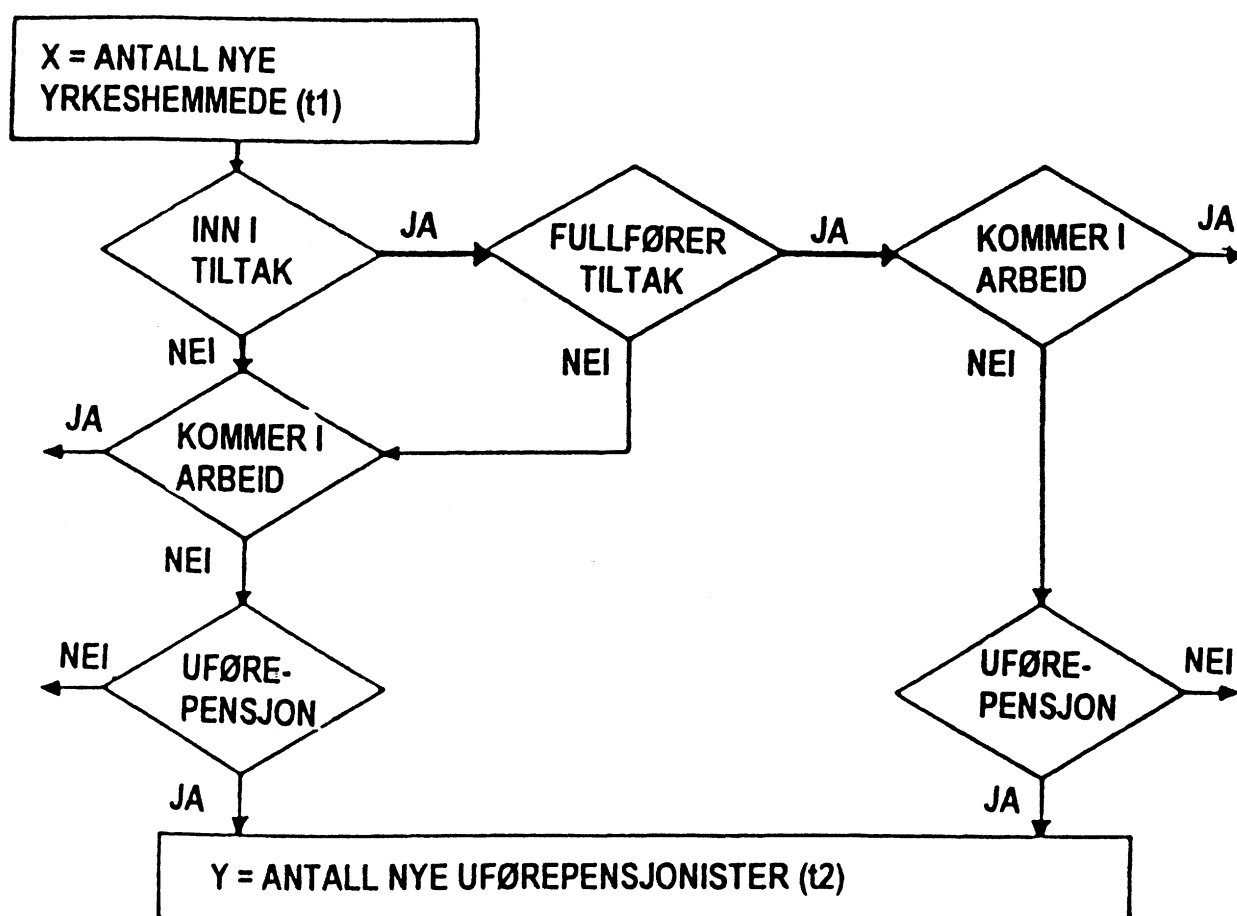 X = ANTALL NYE
YRKESHEMMEDE (t1)
INN I
TILTAK
JA
FULLFØRER
TILTAK
JA
KOMMER I
ARBEID
JA
NEI
NEI
NEI
JA
KOMMER I
ARBEID
NEI
NEI
UFØRE-
PENSJON
UFØRE-
PENSJON
NEI
JA
JA
Y = ANTALL NYE UFØREPENSJONISTER (t2)